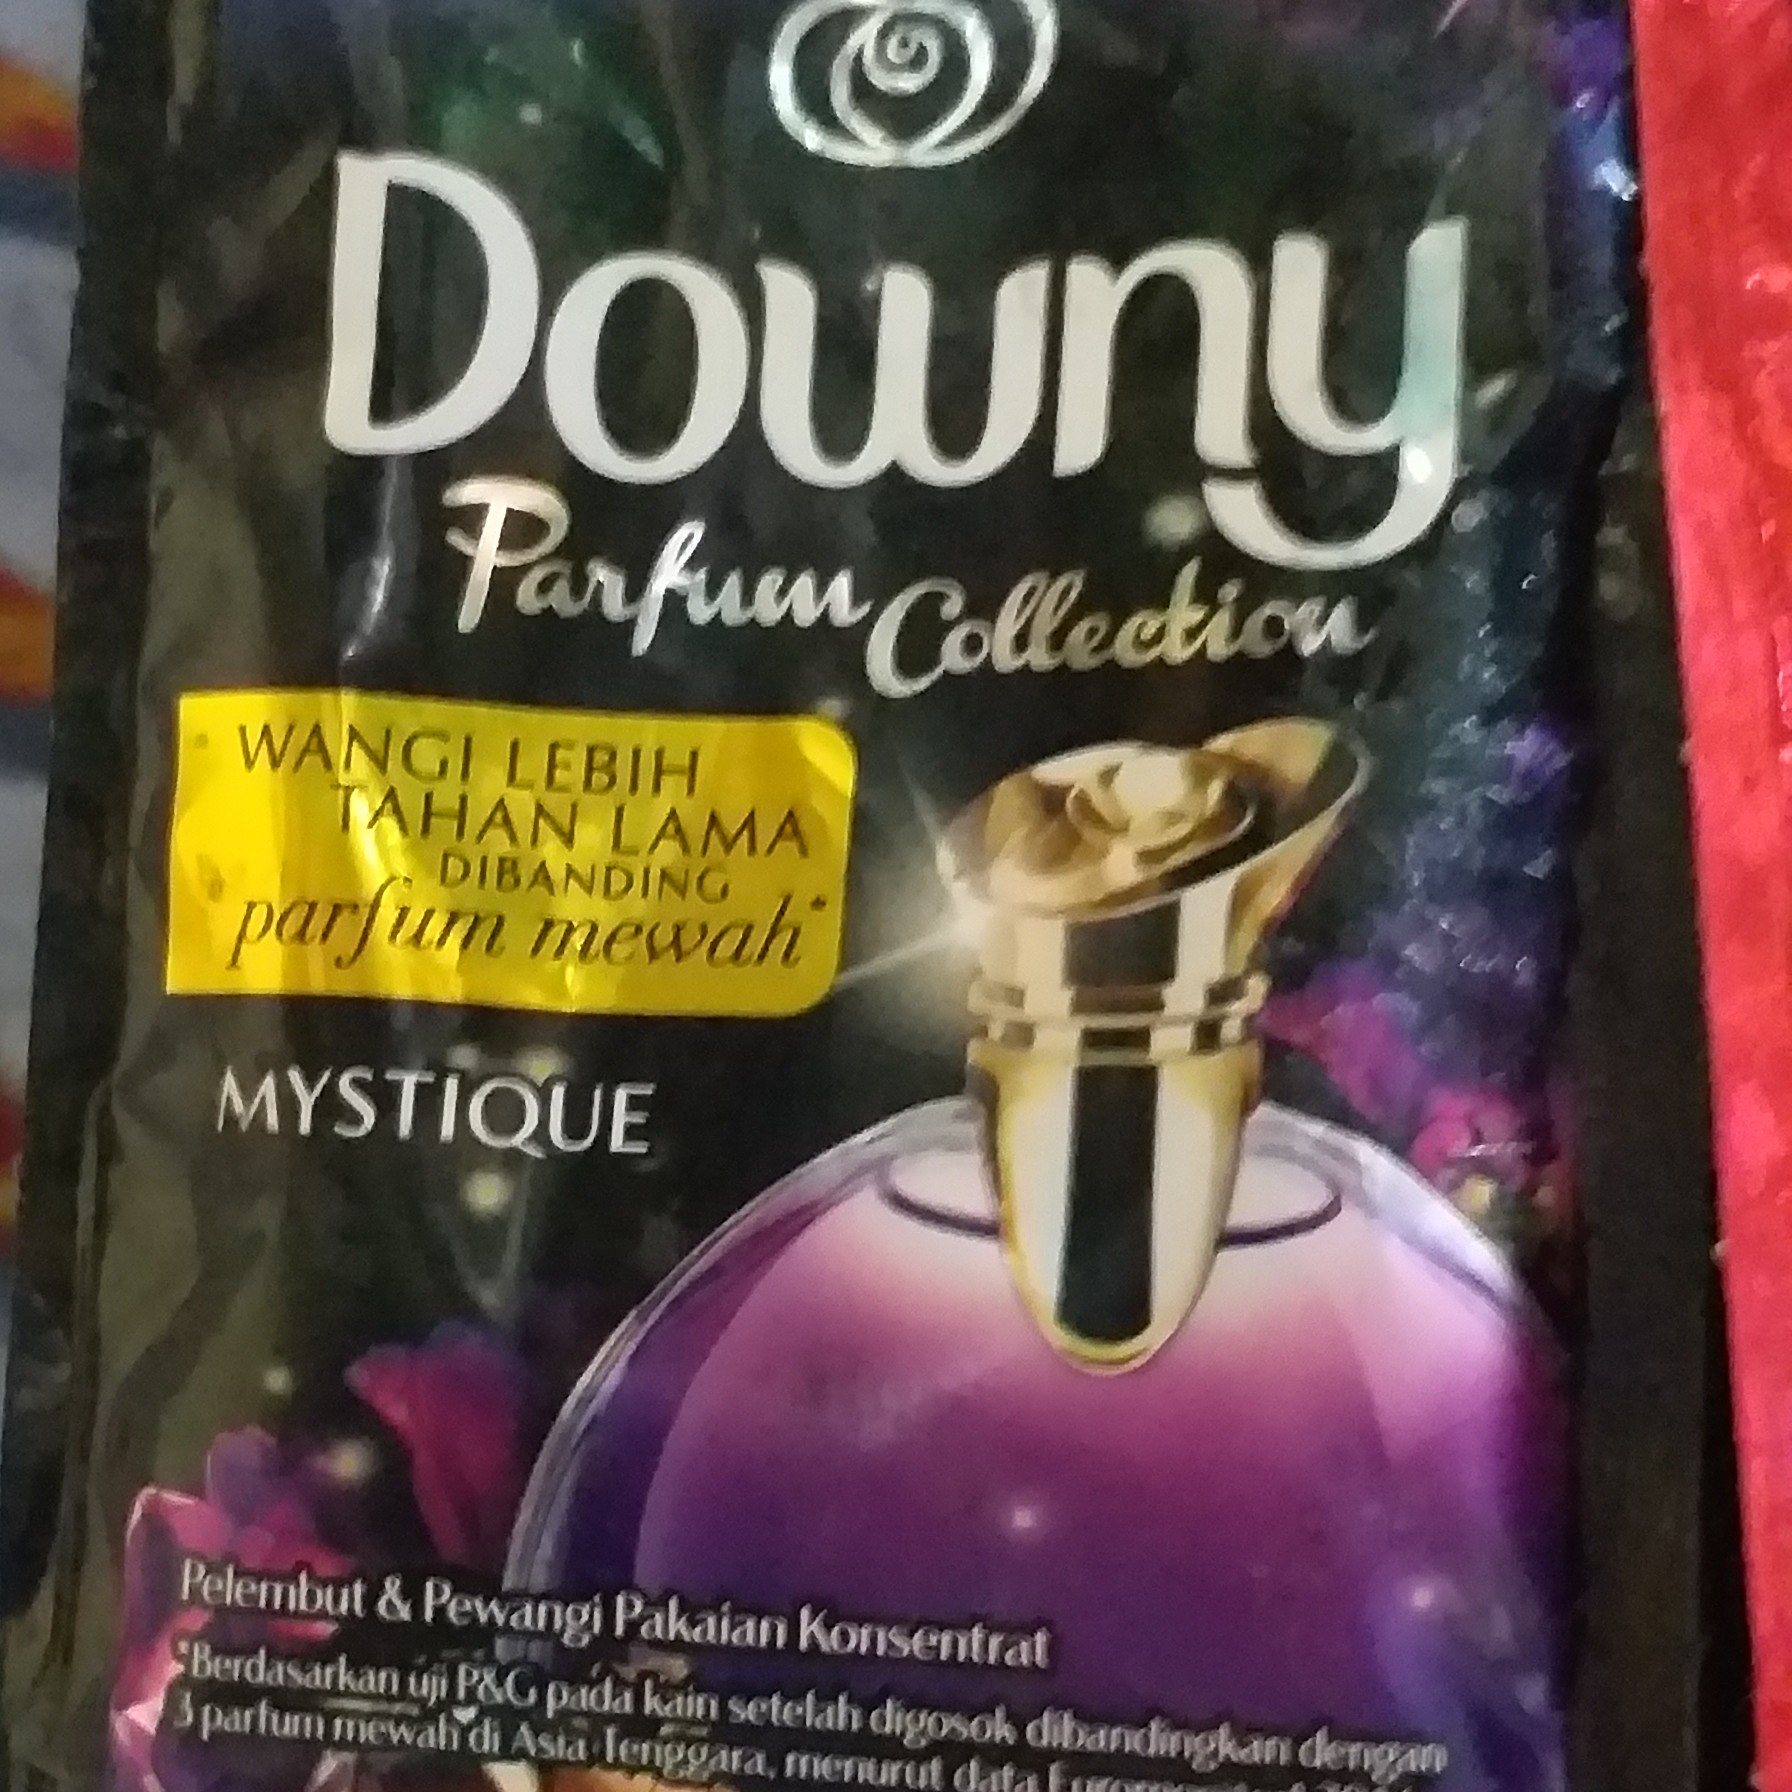 Downy
Parfum Collection
WANGI LEBIH
TAHAN LAMA
DIBANDING
parfum mewah*
MYSTIQUE
Pelembut & Pewangi Pakaian Konsentrat
*Berdasarkan uji P&G pada kain setelah digosok dibandingkan dengan
3 parfum mewah di Asia Tenggara, menurut data